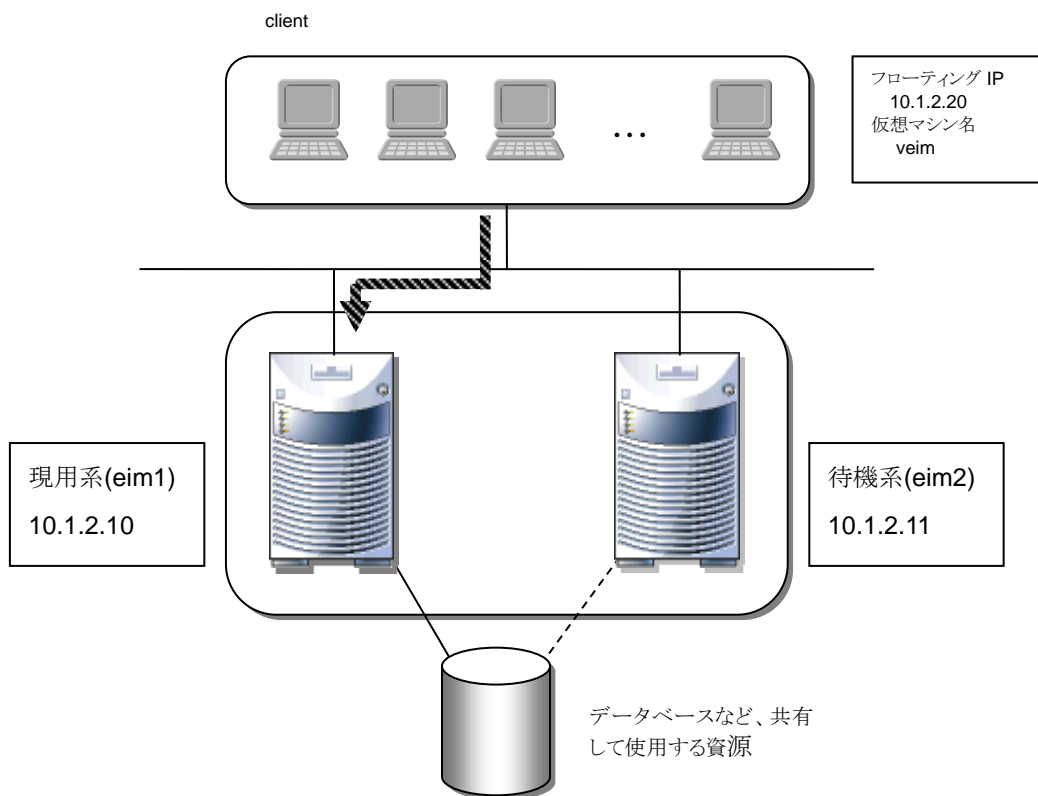 client
フローティング IP
10.1.2.20
仮想マシン名
veim
…
現用系(eim1)
10.1.2.10
待機系(eim2)
10.1.2.11
データベースなど、共有
して使用する資源